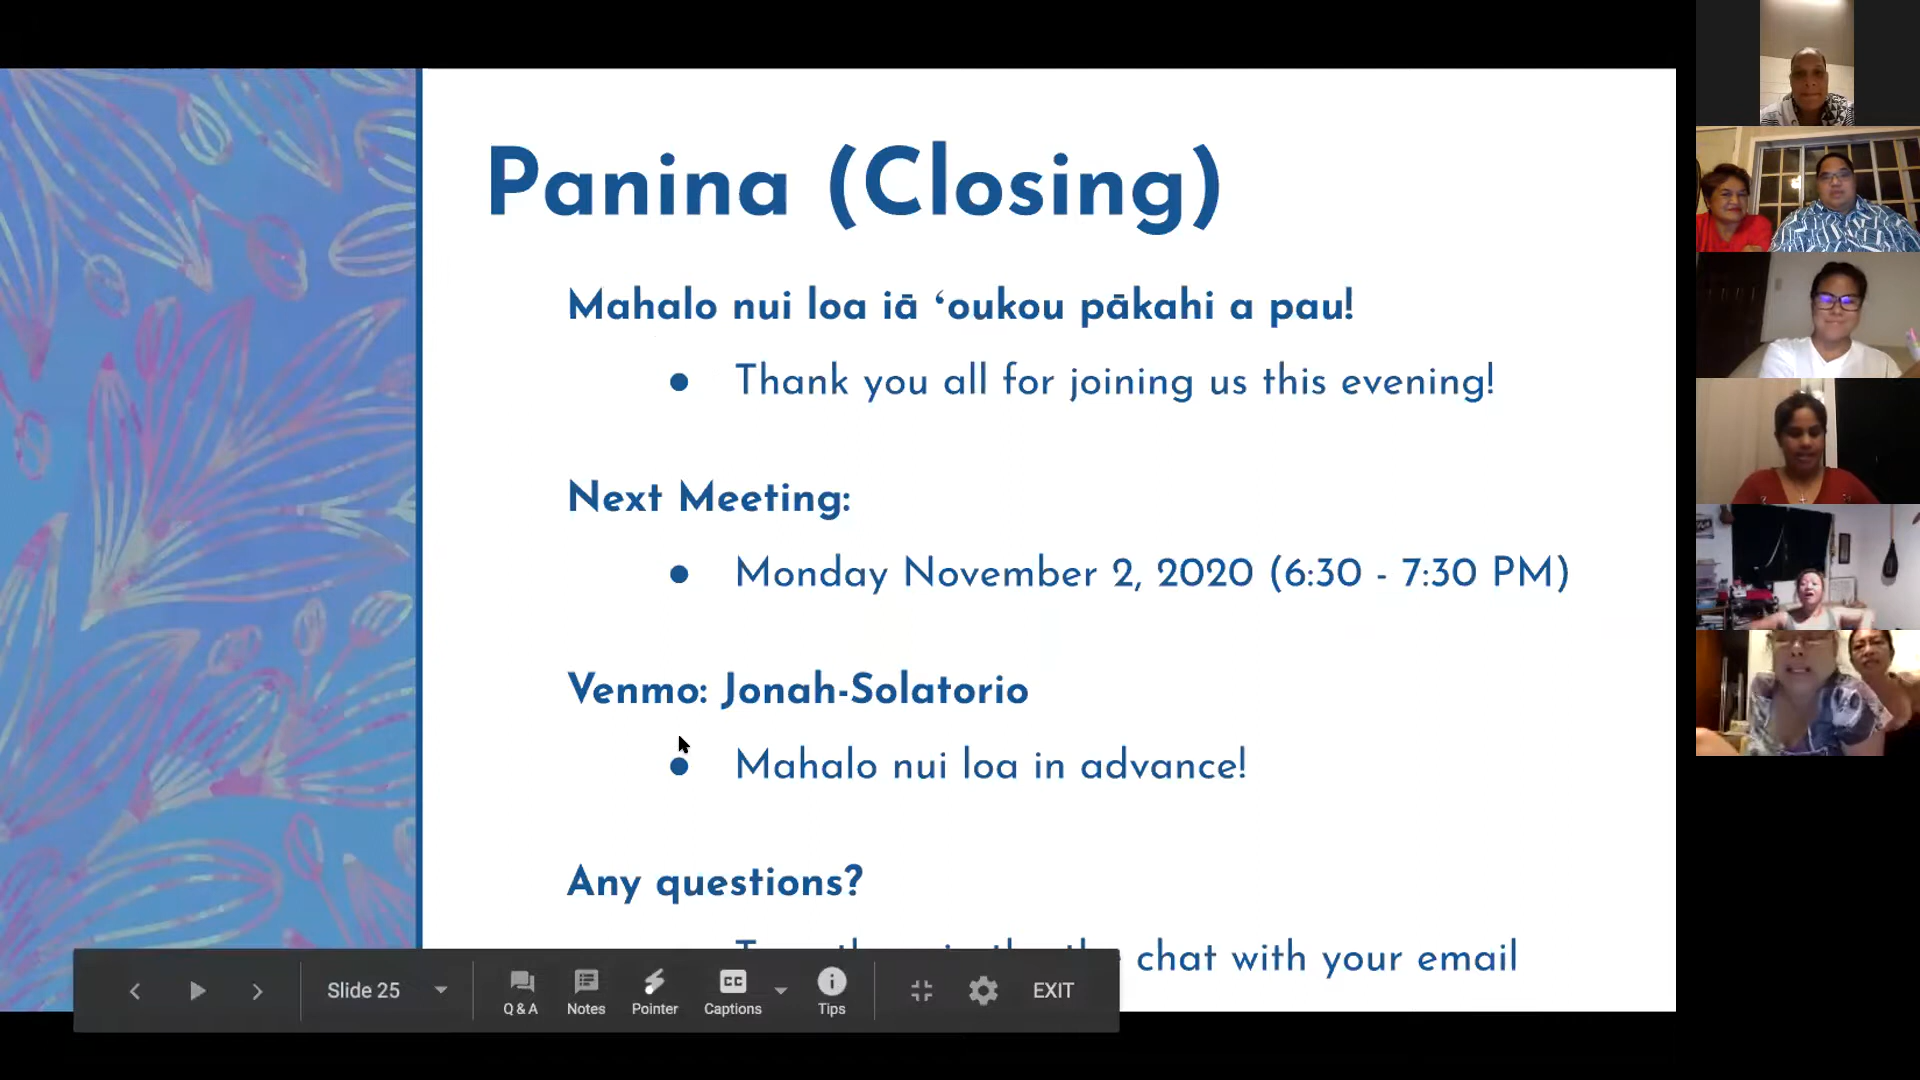 Panina (Closing)
Mahalo nui loa iā ʻoukou pākahi a pau!
● Thank you all for joining us this evening!
Next Meeting:
● Monday November 2, 2020 (6:30 - 7:30 PM)
Venmo: Jonah-Solatorio
● Mahalo nui loa in advance!
Any questions?
chat with your email
Slide 25
Q & A
Notes
Pointer
CC
Captions
Tips
EXIT